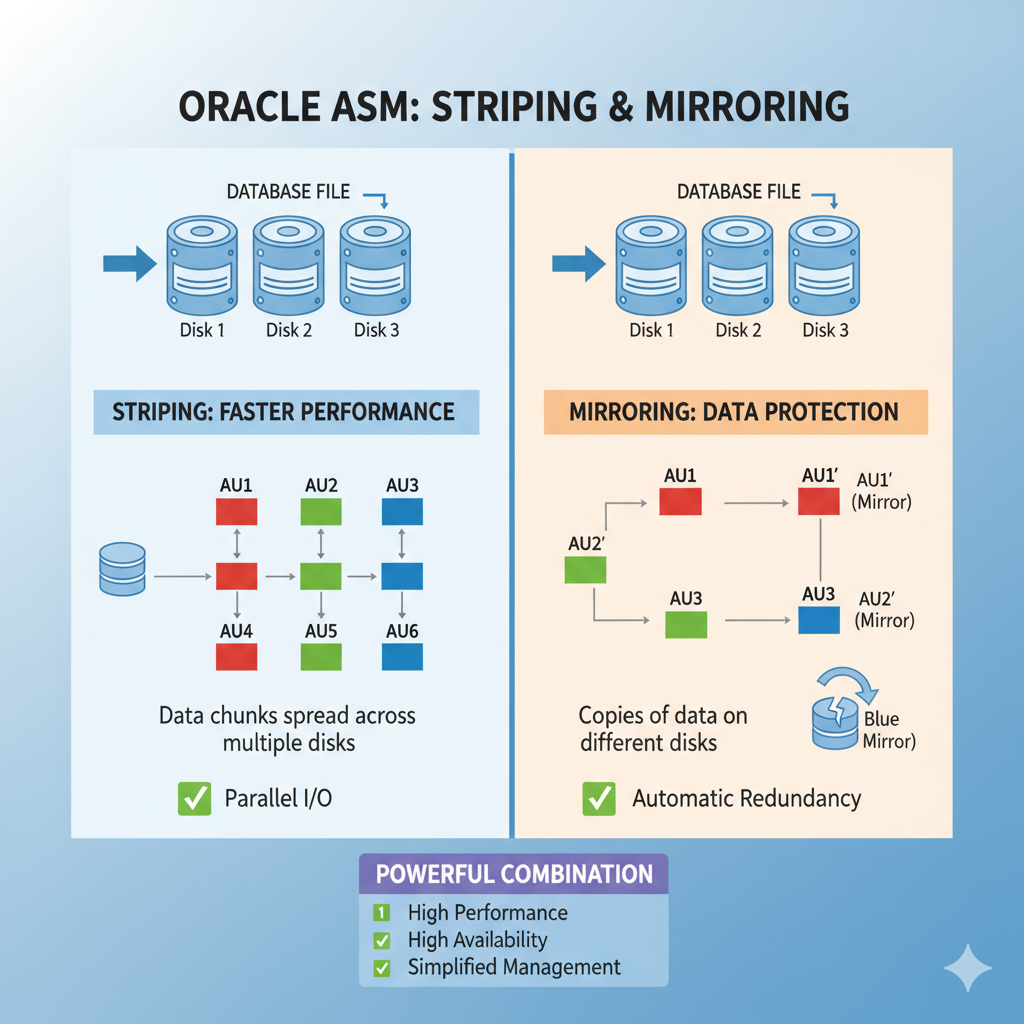 ORACLE ASM: STRIPING & MIRRORING
DATABASE FILE
Disk 1
Disk 2
Disk 3
STRIPING: FASTER PERFORMANCE
AU1
AU2
AU3
AU4
AU5
AU6
Data chunks spread across
multiple disks
Parallel I/O
DATABASE FILE
Disk 1
Disk 2
Disk 3
MIRRORING: DATA PROTECTION
AU1
AU1′
AU1′
(Mirror)
AU2′
AU3
AU3
AU2′
(Mirror)
Copies of data on
different disks
Blue
Mirror)
Automatic Redundancy
POWERFUL COMBINATION
1 High Performance
High Availability
Simplified Management